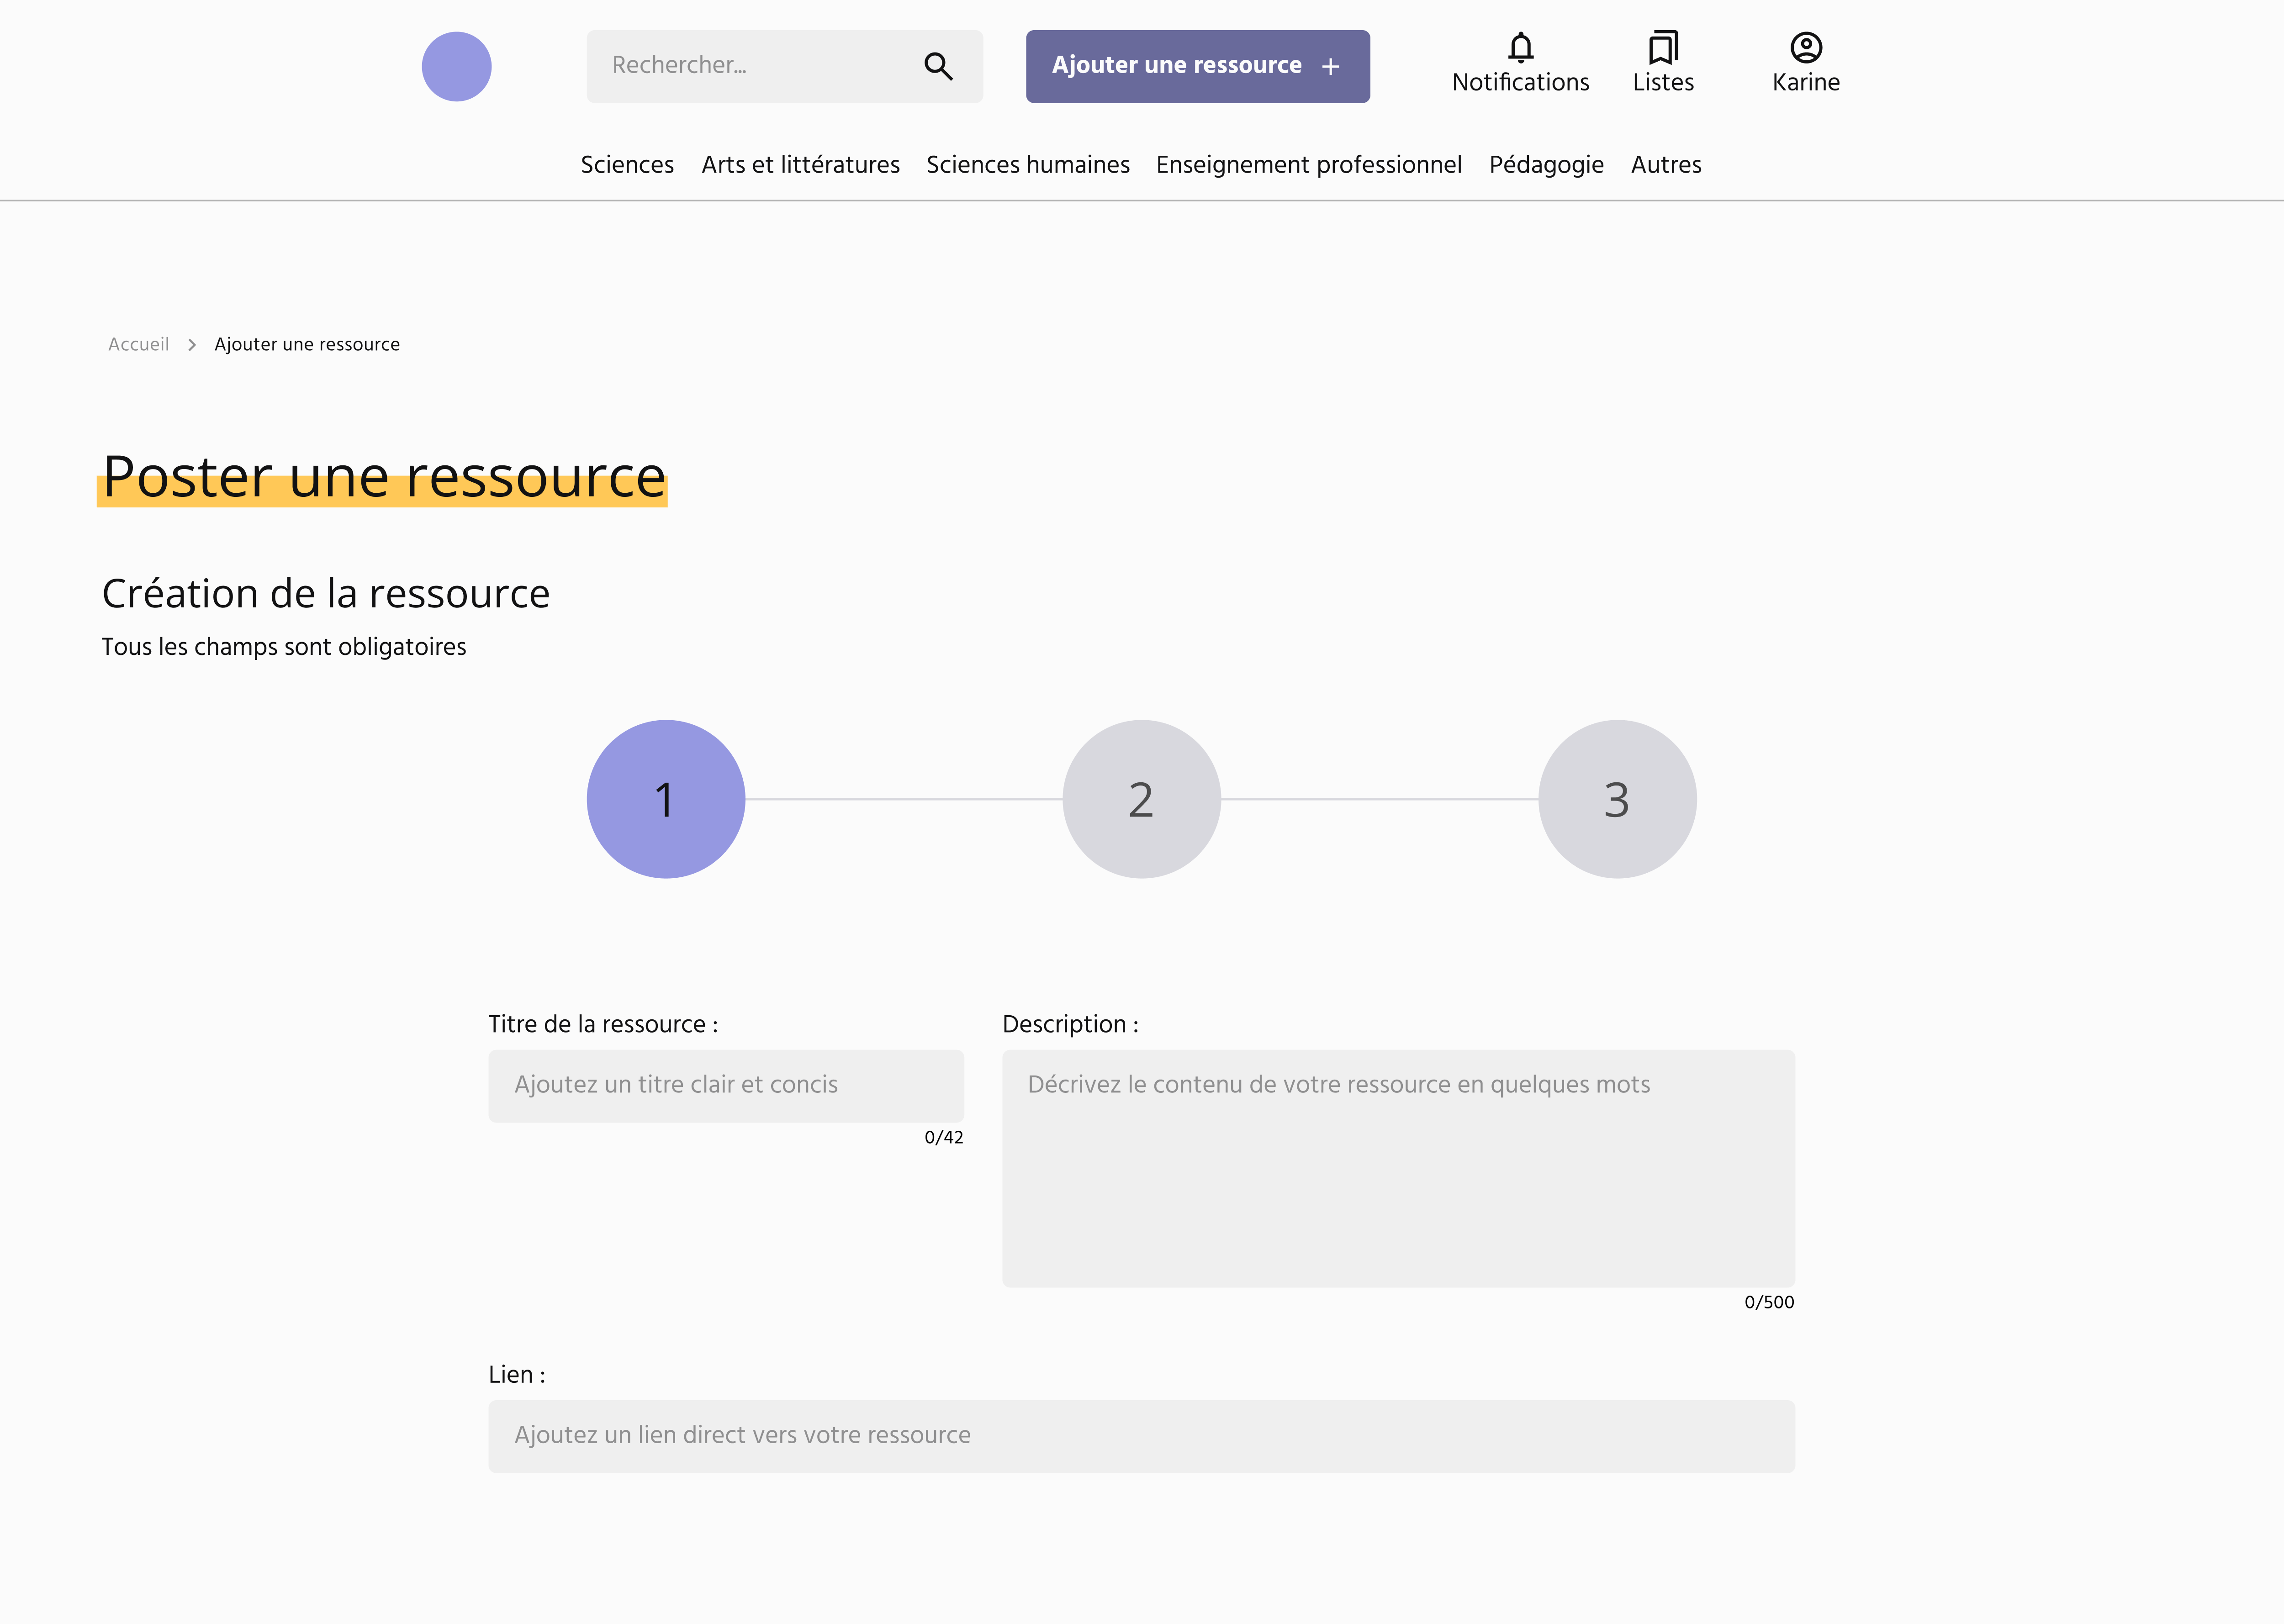 Rechercher...
Ajouter une ressource +
Notifications
Listes
Karine
Sciences Arts et littératures Sciences humaines Enseignement professionnel Pédagogie Autres
Accueil > Ajouter une ressource
Poster une ressource
Création de la ressource
Tous les champs sont obligatoires
1 2 3
Titre de la ressource :
Ajoutez un titre clair et concis
0/42
Description :
Décrivez le contenu de votre ressource en quelques mots
0/500
Lien :
Ajoutez un lien direct vers votre ressource